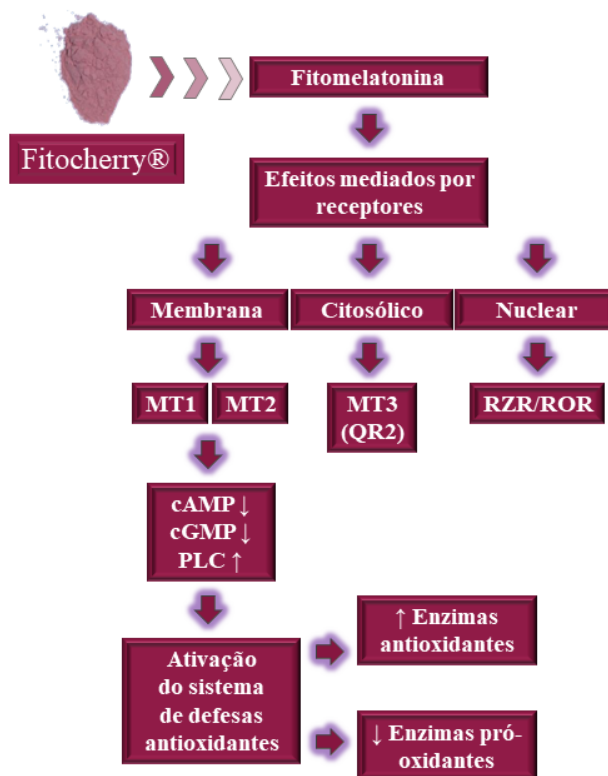 Fitomelatonina
Fitocherry®
Efeitos mediados por
receptores
Membrana
Citosólico
Nuclear
MT1
MT2
MT3
(QR2)
RZR/ROR
cAMP ↓
cGMP ↓
PLC ↑
Ativação
do sistema
de defesas
antioxidantes
↑ Enzimas
antioxidantes
↓ Enzimas pró-
oxidantes